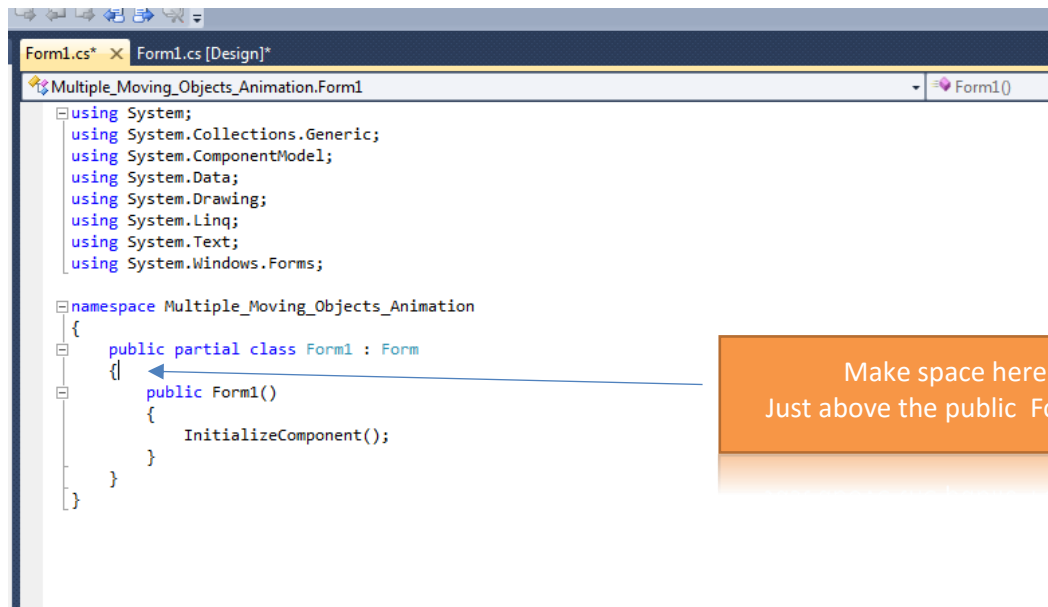 Form1.cs* Form1.cs [Design]*
Multiple_Moving_Objects_Animation.Form1 Form1()
using System;
using System.Collections.Generic;
using System.ComponentModel;
using System.Data;
using System.Drawing;
using System.Linq;
using System.Text;
using System.Windows.Forms;
namespace Multiple_Moving_Objects_Animation
{
public partial class Form1 : Form
{
public Form1()
{
InitializeComponent();
}
}
}
Make space here
Just above the public